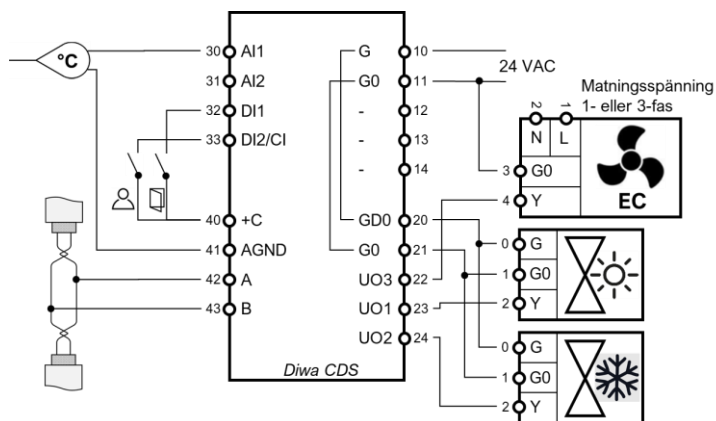 °C
30 AI1
31 AI2
32 DI1
33 DI2/CI
40 +C
41 AGND
42 A
43 B
G 10
G0 11
- 12
- 13
- 14
GD0 20
G0 21
UO3 22
UO1 23
UO2 24
Diwa CDS
24 VAC
Matningsspänning
1- eller 3-fas
2 1
N L
3 G0
4 Y
EC
0 G
1 G0
2 Y
0 G
1 G0
2 Y